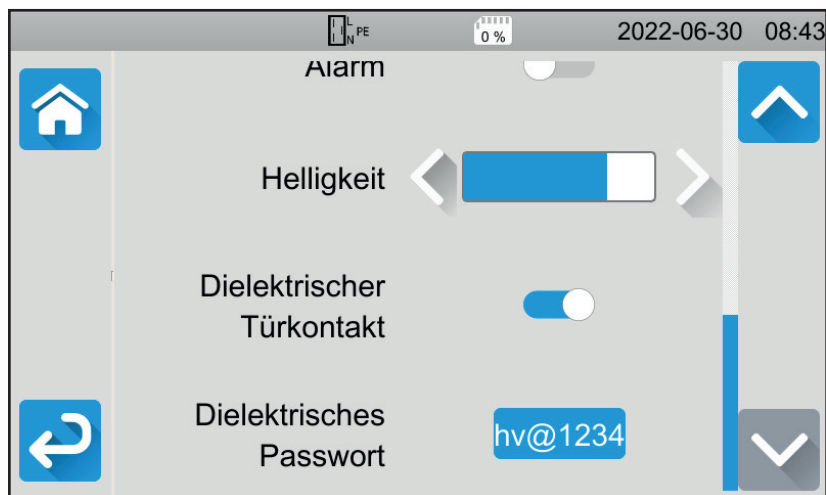 L
N PE
0 %
2022-06-30 08:43
Alarm
Helligkeit
Dielektrischer
Türkontakt
Dielektrisches
Passwort
hv@1234